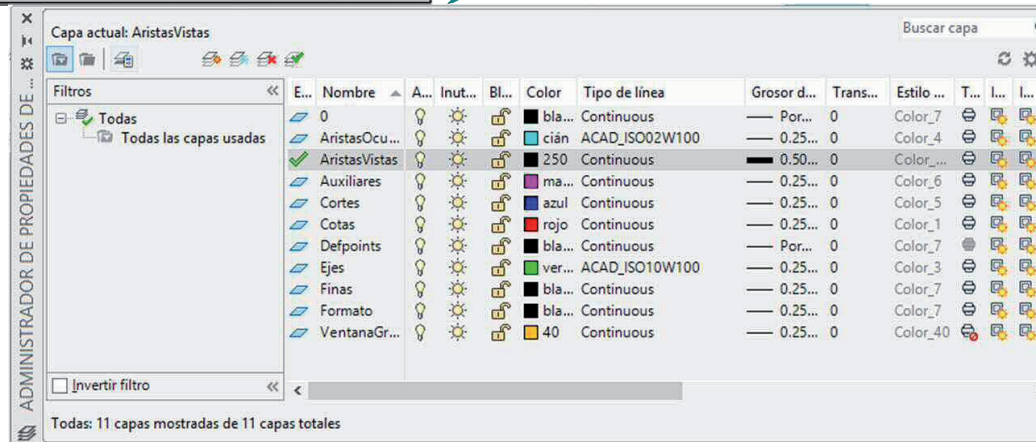 Capa actual: AristasVistas
Buscar capa
Filtros
Todas
Todas las capas usadas
Invertir filtro
E... Nombre A... Inut... Bl... Color Tipo de línea Grosor d... Trans... Estilo ... T... I... I...
0 bla... Continuous Por... 0 Color_7
AristasOcu... cián ACAD_ISO02W100 0.25... 0 Color_4
AristasVistas 250 Continuous 0.50... 0 Color_...
Auxiliares ma... Continuous 0.25... 0 Color_6
Cortes azul Continuous 0.25... 0 Color_5
Cotas rojo Continuous 0.25... 0 Color_1
Defpoints bla... Continuous Por... 0 Color_7
Ejes ver... ACAD_ISO10W100 0.25... 0 Color_3
Finas bla... Continuous 0.25... 0 Color_7
Formato bla... Continuous 0.25... 0 Color_7
VentanaGr... 40 Continuous 0.25... 0 Color_40
Todas: 11 capas mostradas de 11 capas totales
ADMINISTRADOR DE PROPIEDADES DE ...